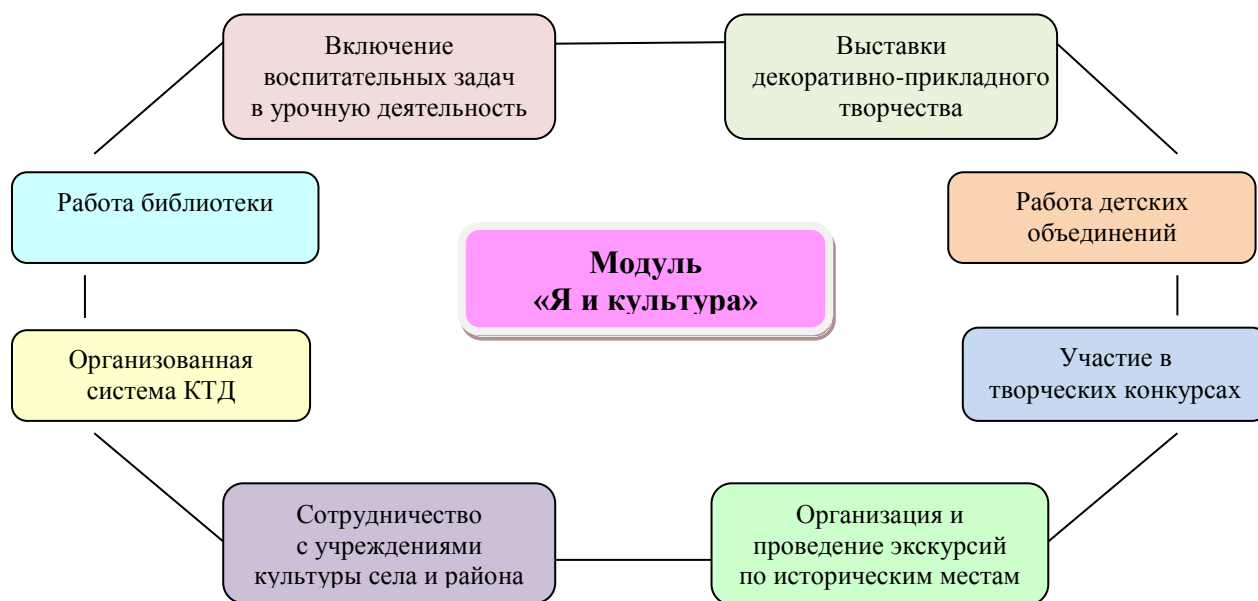 Включение
воспитательных задач
в урочную деятельность
Выставки
декоративно-прикладного
творчества
Работа библиотеки
Работа детских
объединений
Модуль
«Я и культура»
Организованная
система КТД
Участие в
творческих конкурсах
Сотрудничество
с учреждениями
культуры села и района
Организация и
проведение экскурсий
по историческим местам